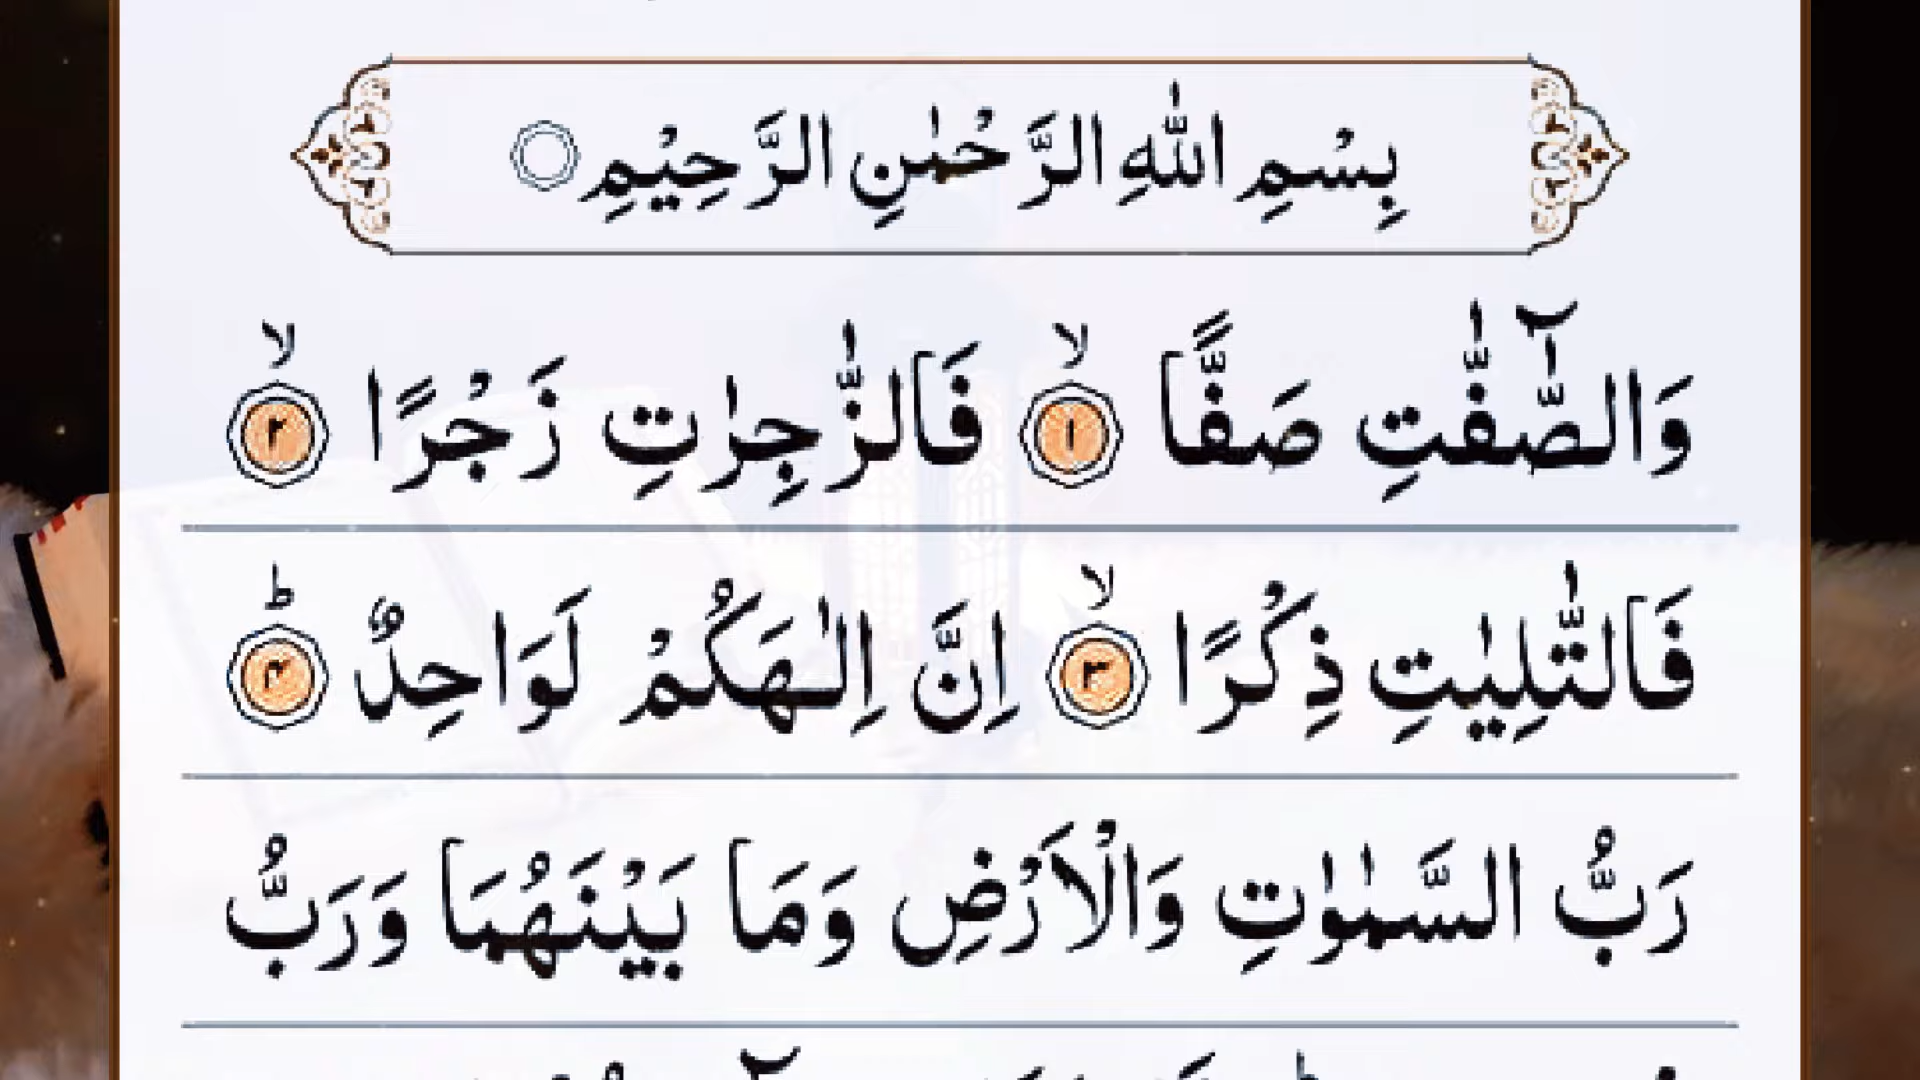 بِسْمِ اللّٰهِ الرَّحْمٰنِ الرَّحِيْمِ
وَالصّٰٓفّٰتِ صَفًّا ۙ﴿۱﴾ فَالزّٰجِرٰتِ زَجْرًا ۙ﴿۲﴾
فَالتّٰلِيٰتِ ذِكْرًا ۙ﴿۳﴾ اِنَّ اِلٰهَكُمْ لَوَاحِدٌ ؕ﴿۴﴾
رَبُّ السَّمٰوٰتِ وَالْاَرْضِ وَمَا بَيْنَهُمَا وَرَبُّ